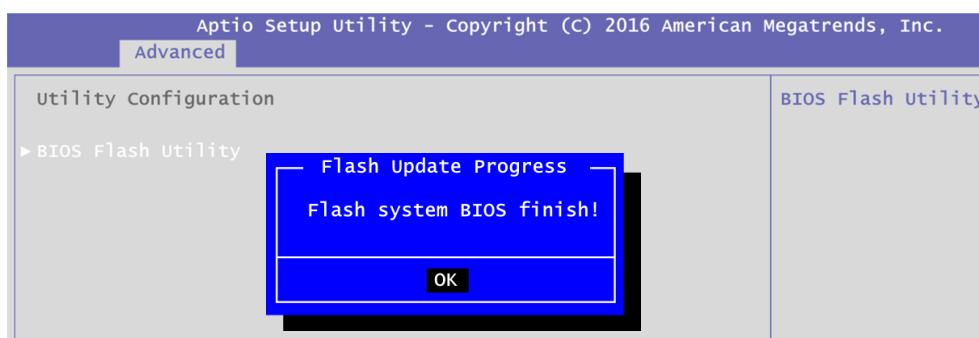 Aptio Setup Utility – Copyright (C) 2016 American Megatrends, Inc.
Advanced
Utility Configuration
BIOS Flash Utility
►BIOS Flash Utility
Flash Update Progress
Flash system BIOS finish!
OK